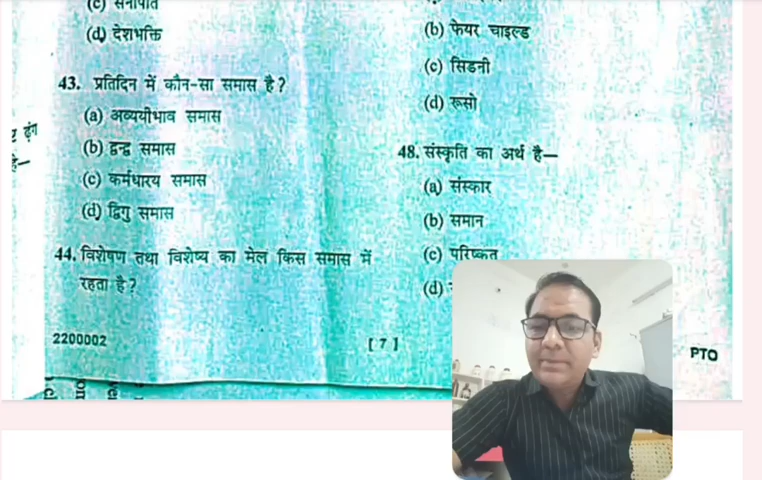 (c) सेनापति
(d) देशभक्ति
43. प्रतिदिन में कौन-सा समास है?
(a) अव्ययीभाव समास
(b) द्वन्द्व समास
(c) कर्मधारय समास
(d) द्विगु समास
44. विशेषण तथा विशेष्य का मेल किस समास में
रहता है?
2200002
[ 7 ]
(b) फेयर चाइल्ड
(c) सिडनी
(d) रूसो
48. संस्कृति का अर्थ है—
(a) संस्कार
(b) समान
(c) परिष्कृत
(d)
PTO
ढंग
है—